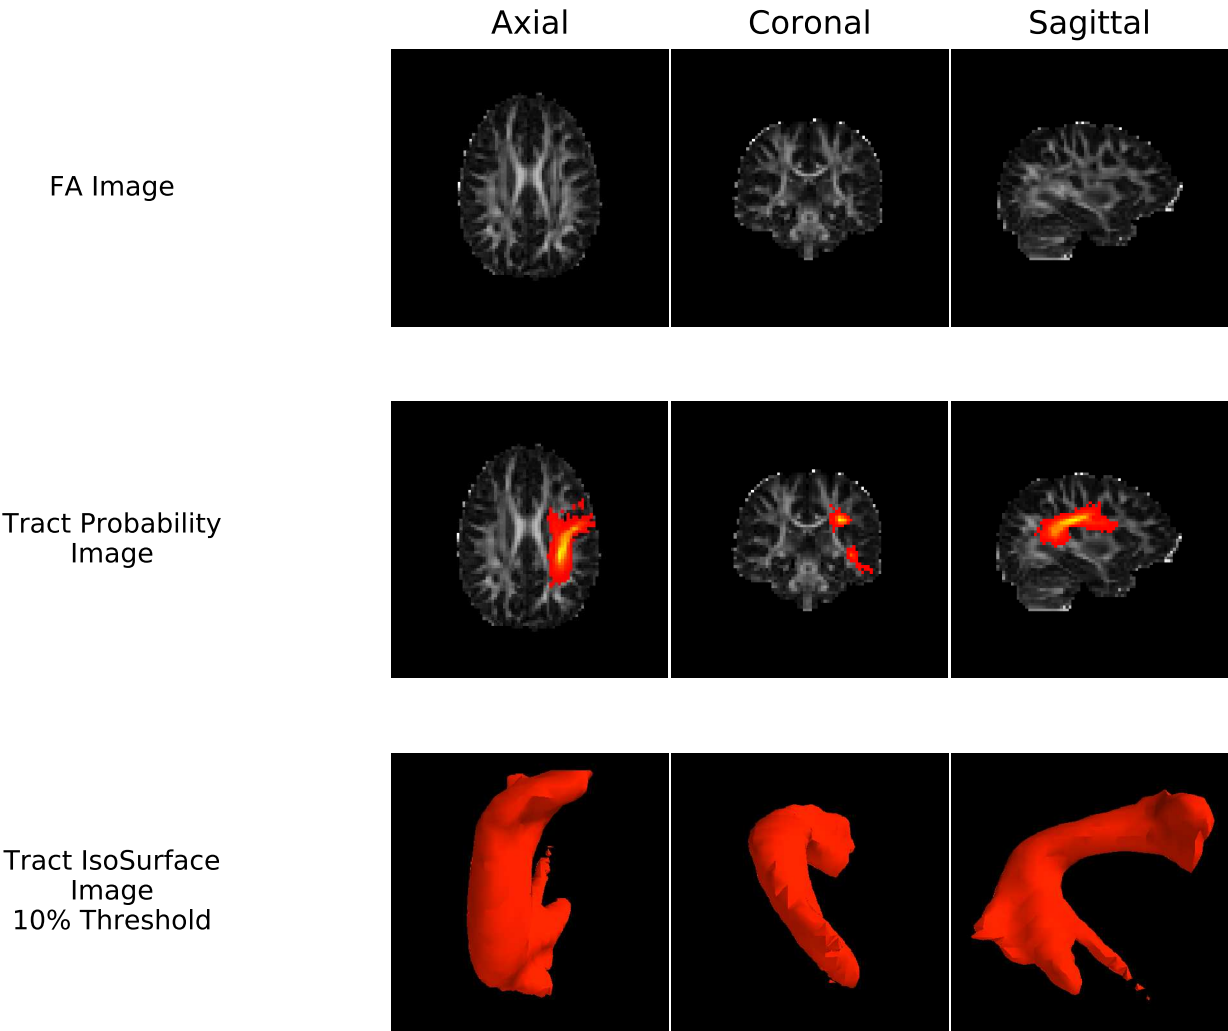 Axial Coronal Sagittal
FA Image
Tract Probability
Image
Tract IsoSurface
Image
10% Threshold